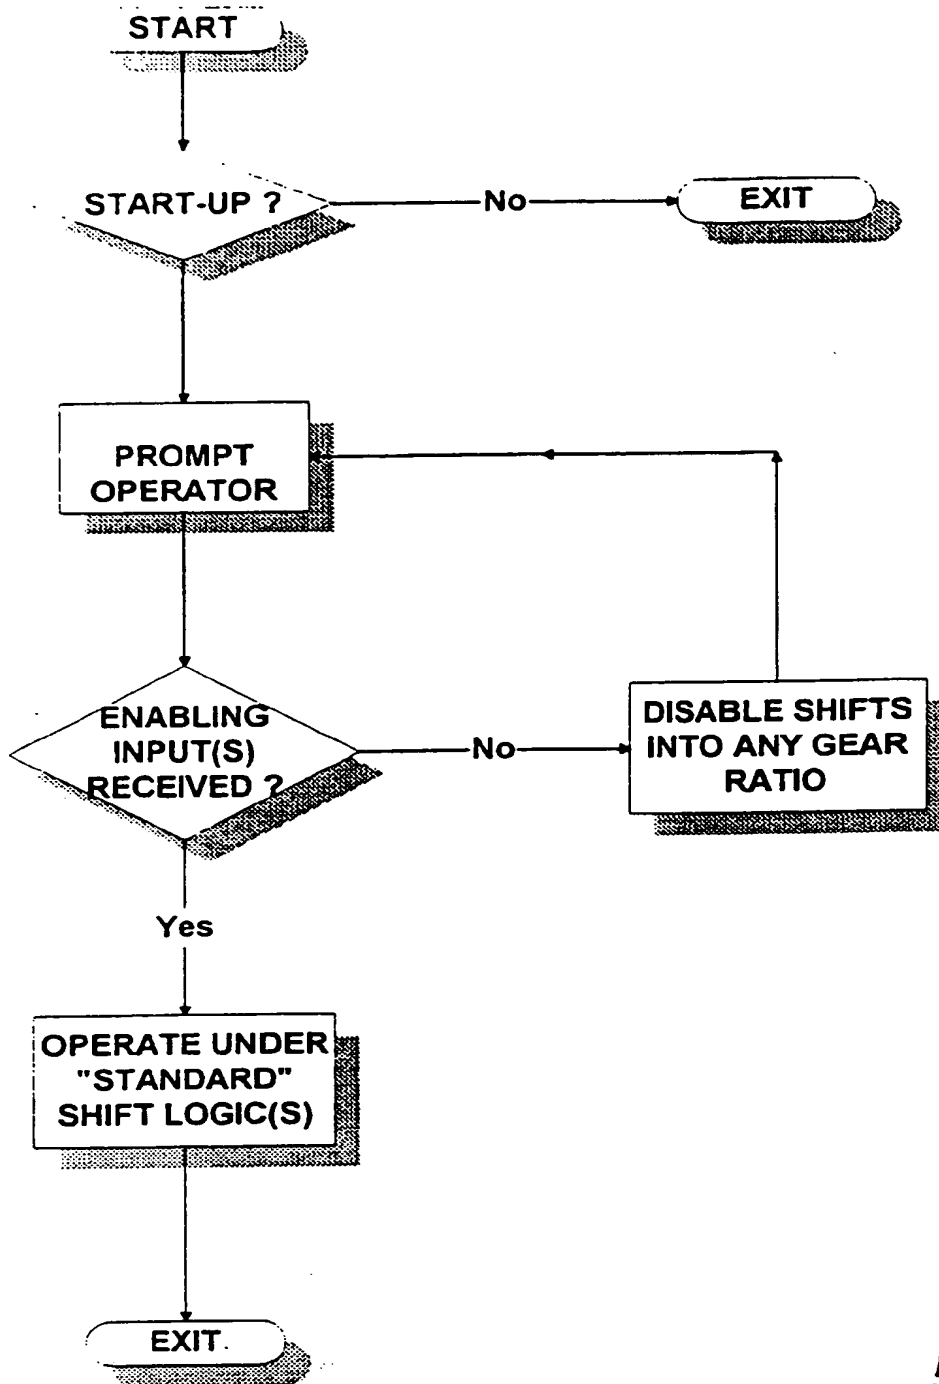 START
START-UP ?
No
EXIT
PROMPT
OPERATOR
ENABLING
INPUT(S)
RECEIVED ?
No
DISABLE SHIFTS
INTO ANY GEAR
RATIO
Yes
OPERATE UNDER
"STANDARD"
SHIFT LOGIC(S)
EXIT